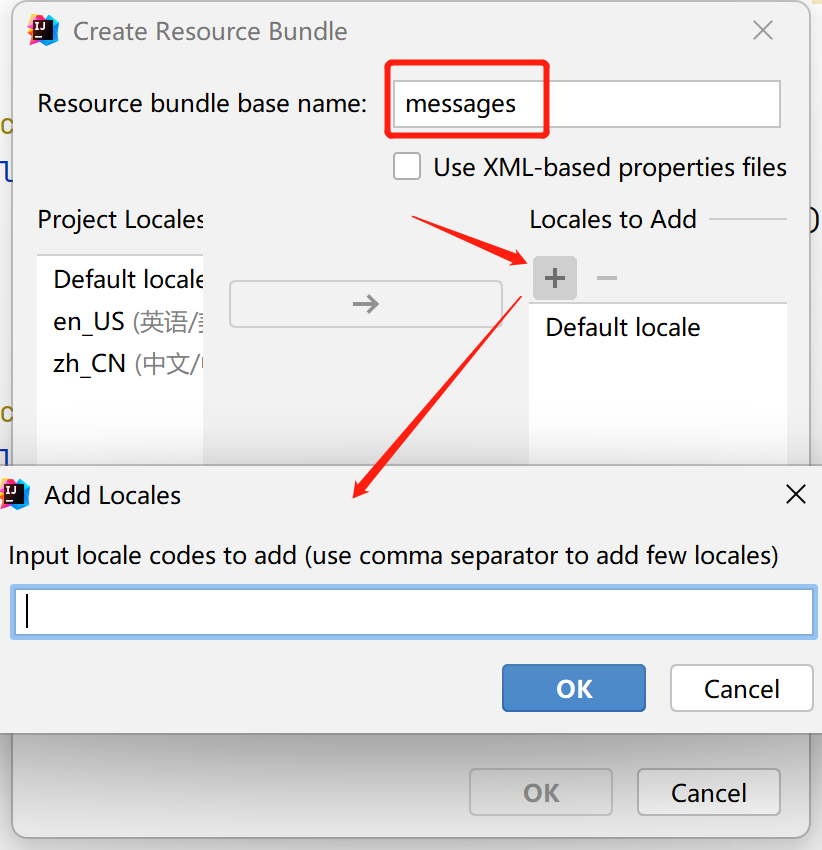 Create Resource Bundle
Resource bundle base name: messages
Use XML-based properties files
Project Locales
Locales to Add
Default locale
en_US (英语/
zh_CN (中文/
Default locale
Add Locales
Input locale codes to add (use comma separator to add few locales)
OK Cancel
OK Cancel